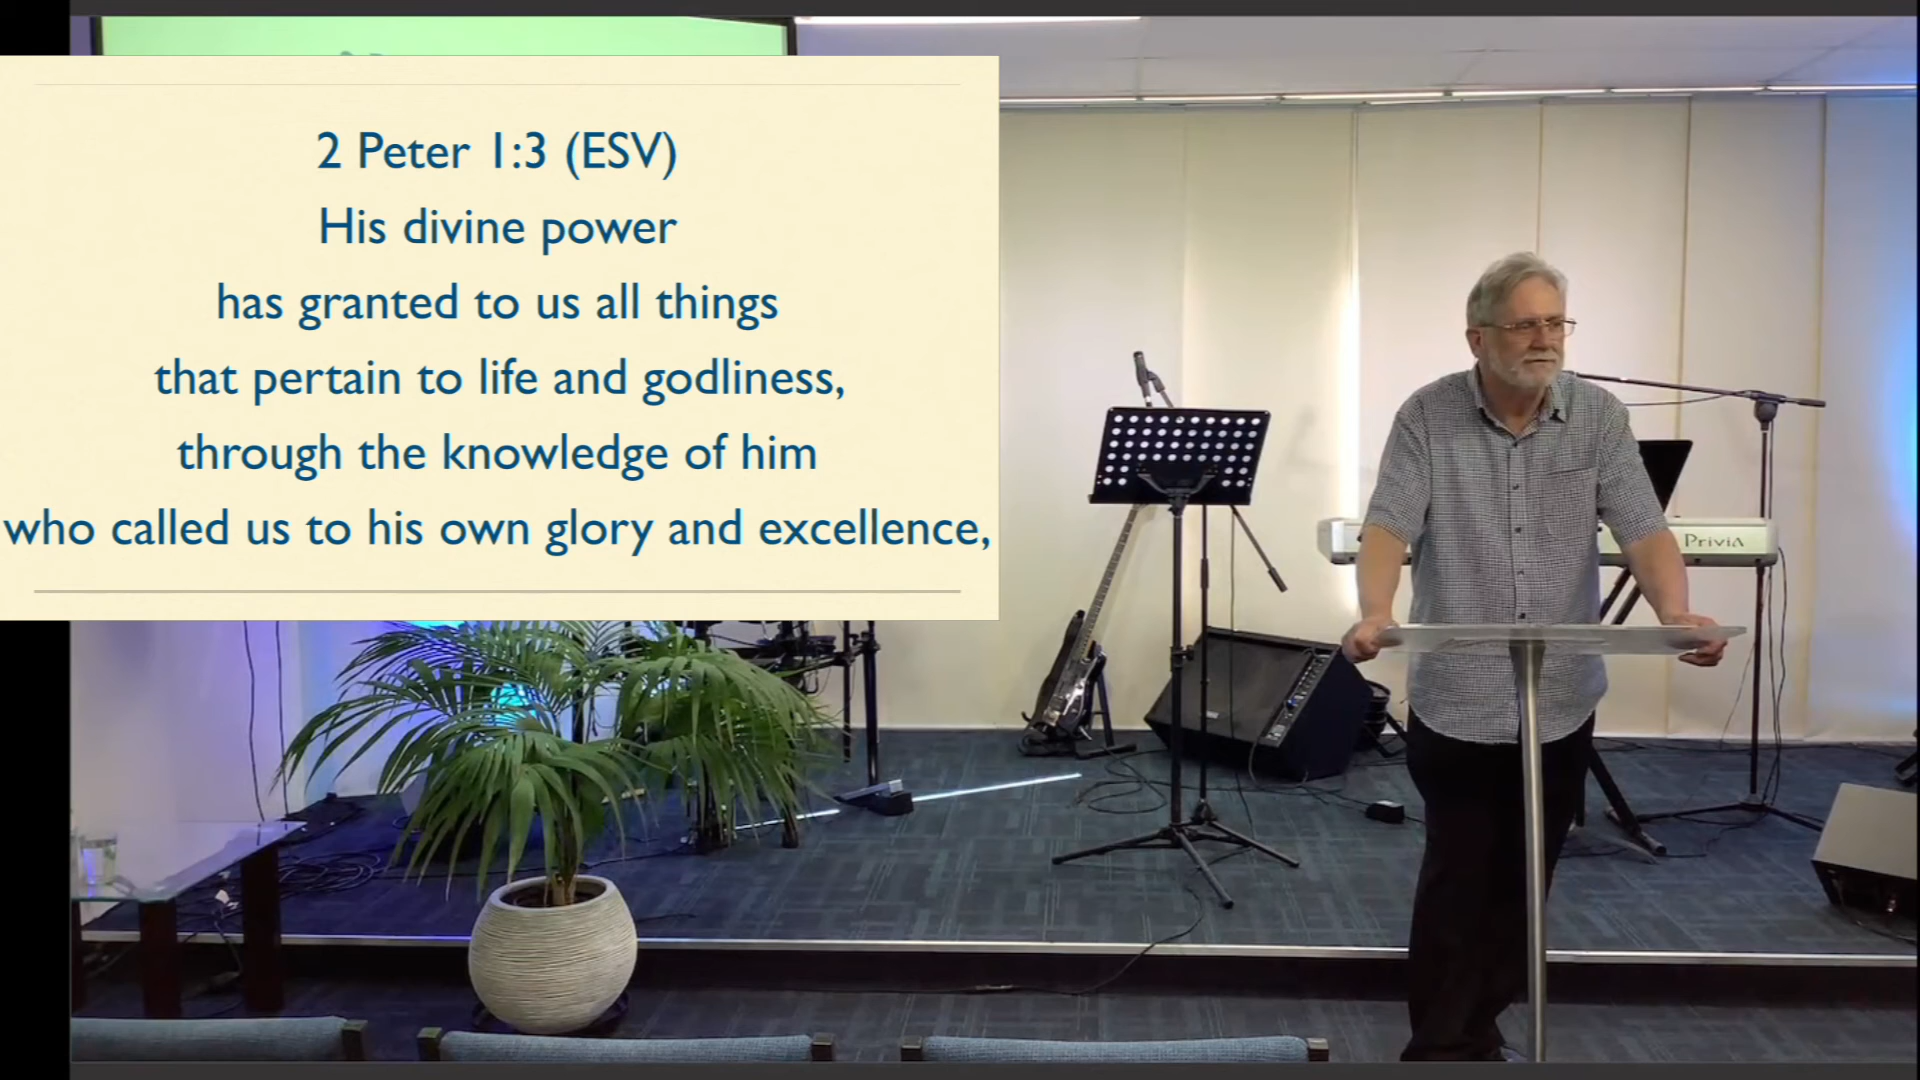 2 Peter 1:3 (ESV)
His divine power
has granted to us all things
that pertain to life and godliness,
through the knowledge of him
who called us to his own glory and excellence,
Privia